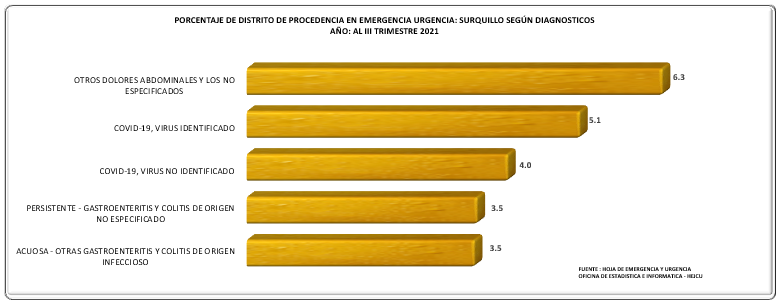 PORCENTAJE DE DISTRITO DE PROCEDENCIA EN EMERGENCIA URGENCIA: SURQUILLO SEGÚN DIAGNOSTICOS
AÑO: AL III TRIMESTRE 2021
OTROS DOLORES ABDOMINALES Y LOS NO
ESPECIFICADOS
6.3
COVID-19, VIRUS IDENTIFICADO
5.1
COVID-19, VIRUS NO IDENTIFICADO
4.0
PERSISTENTE - GASTROENTERITIS Y COLITIS DE ORIGEN
NO ESPECIFICADO
3.5
ACUOSA - OTRAS GASTROENTERITIS Y COLITIS DE ORIGEN
INFECCIOSO
3.5
FUENTE : HOJA DE EMERGENCIA Y URGENCIA
OFICINA DE ESTADISTICA E INFORMATICA - HEJCU